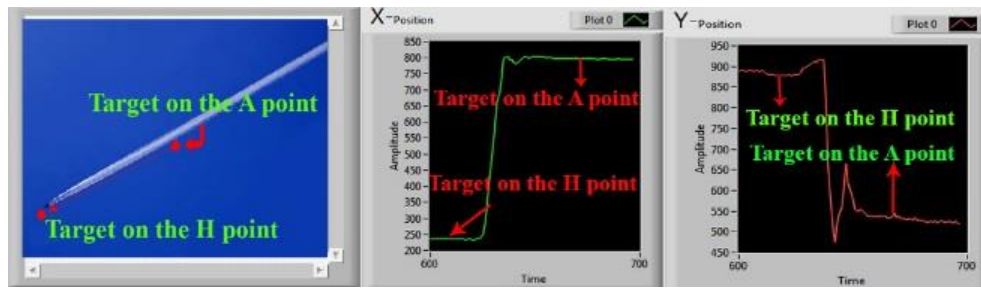 Target on the A point
Target on the H point
X-Position
Plot 0
Amplitude
850
800
750
700
650
600
550
500
450
400
350
300
250
200
Target on the A point
Target on the H point
600
700
Time
Y-Position
Plot 0
Amplitude
950
900
850
800
750
700
650
600
550
500
450
Target on the H point
Target on the A point
600
700
Time